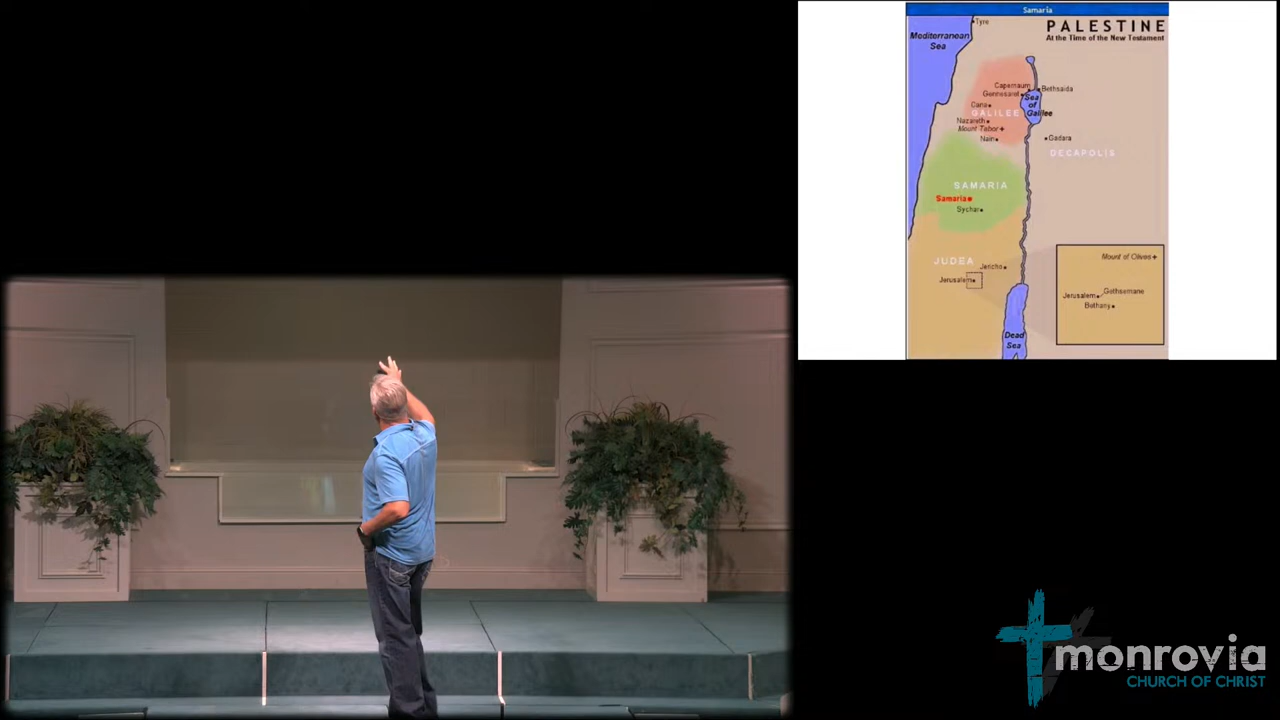 Samaria
PALESTINE
At the Time of the New Testament
Tyre
Mediterranean
Sea
Capernaum
Bethsaida
Gennesaret
Sea
of
Galilee
Cana
GALILEE
Nazareth
Mount Tabor
Nain
Gadara
DECAPOLIS
SAMARIA
Samaria
Sychar
JUDEA
Jericho
Jerusalem
Mount of Olives
Gethsemane
Jerusalem
Bethany
Dead
Sea
monrovia
CHURCH OF CHRIST